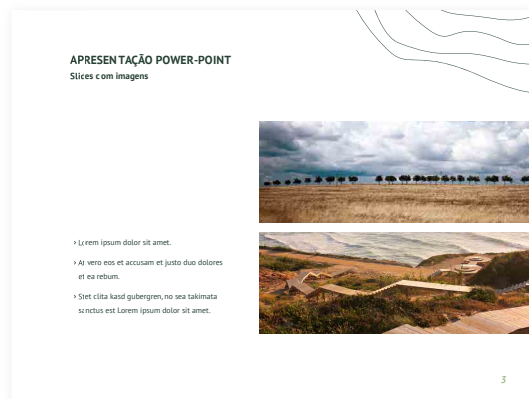 APRESENTAÇÃO POWER-POINT
Slices com imagens
› Lorem ipsum dolor sit amet.
› At vero eos et accusam et justo duo dolores
et ea rebum.
› Stet clita kasd gubergren, no sea takimata
sanctus est Lorem ipsum dolor sit amet.
3